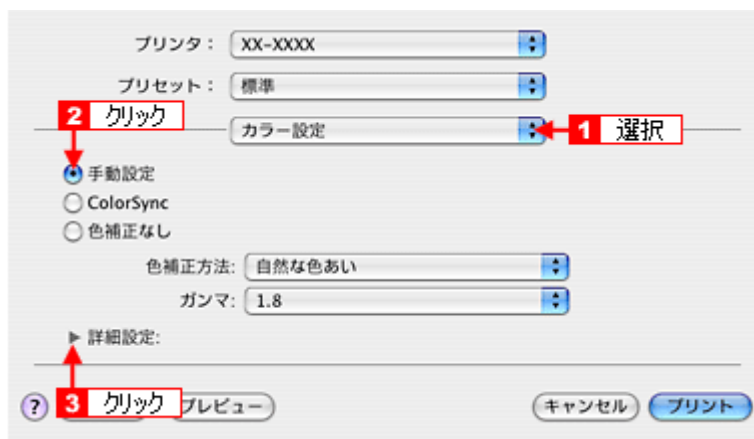 プリンタ： XX-XXXX
プリセット： 標準
2 クリック
カラー設定
1 選択
手動設定
ColorSync
色補正なし
色補正方法: 自然な色あい
ガンマ: 1.8
詳細設定:
? 3 クリック プレビュー キャンセル プリント